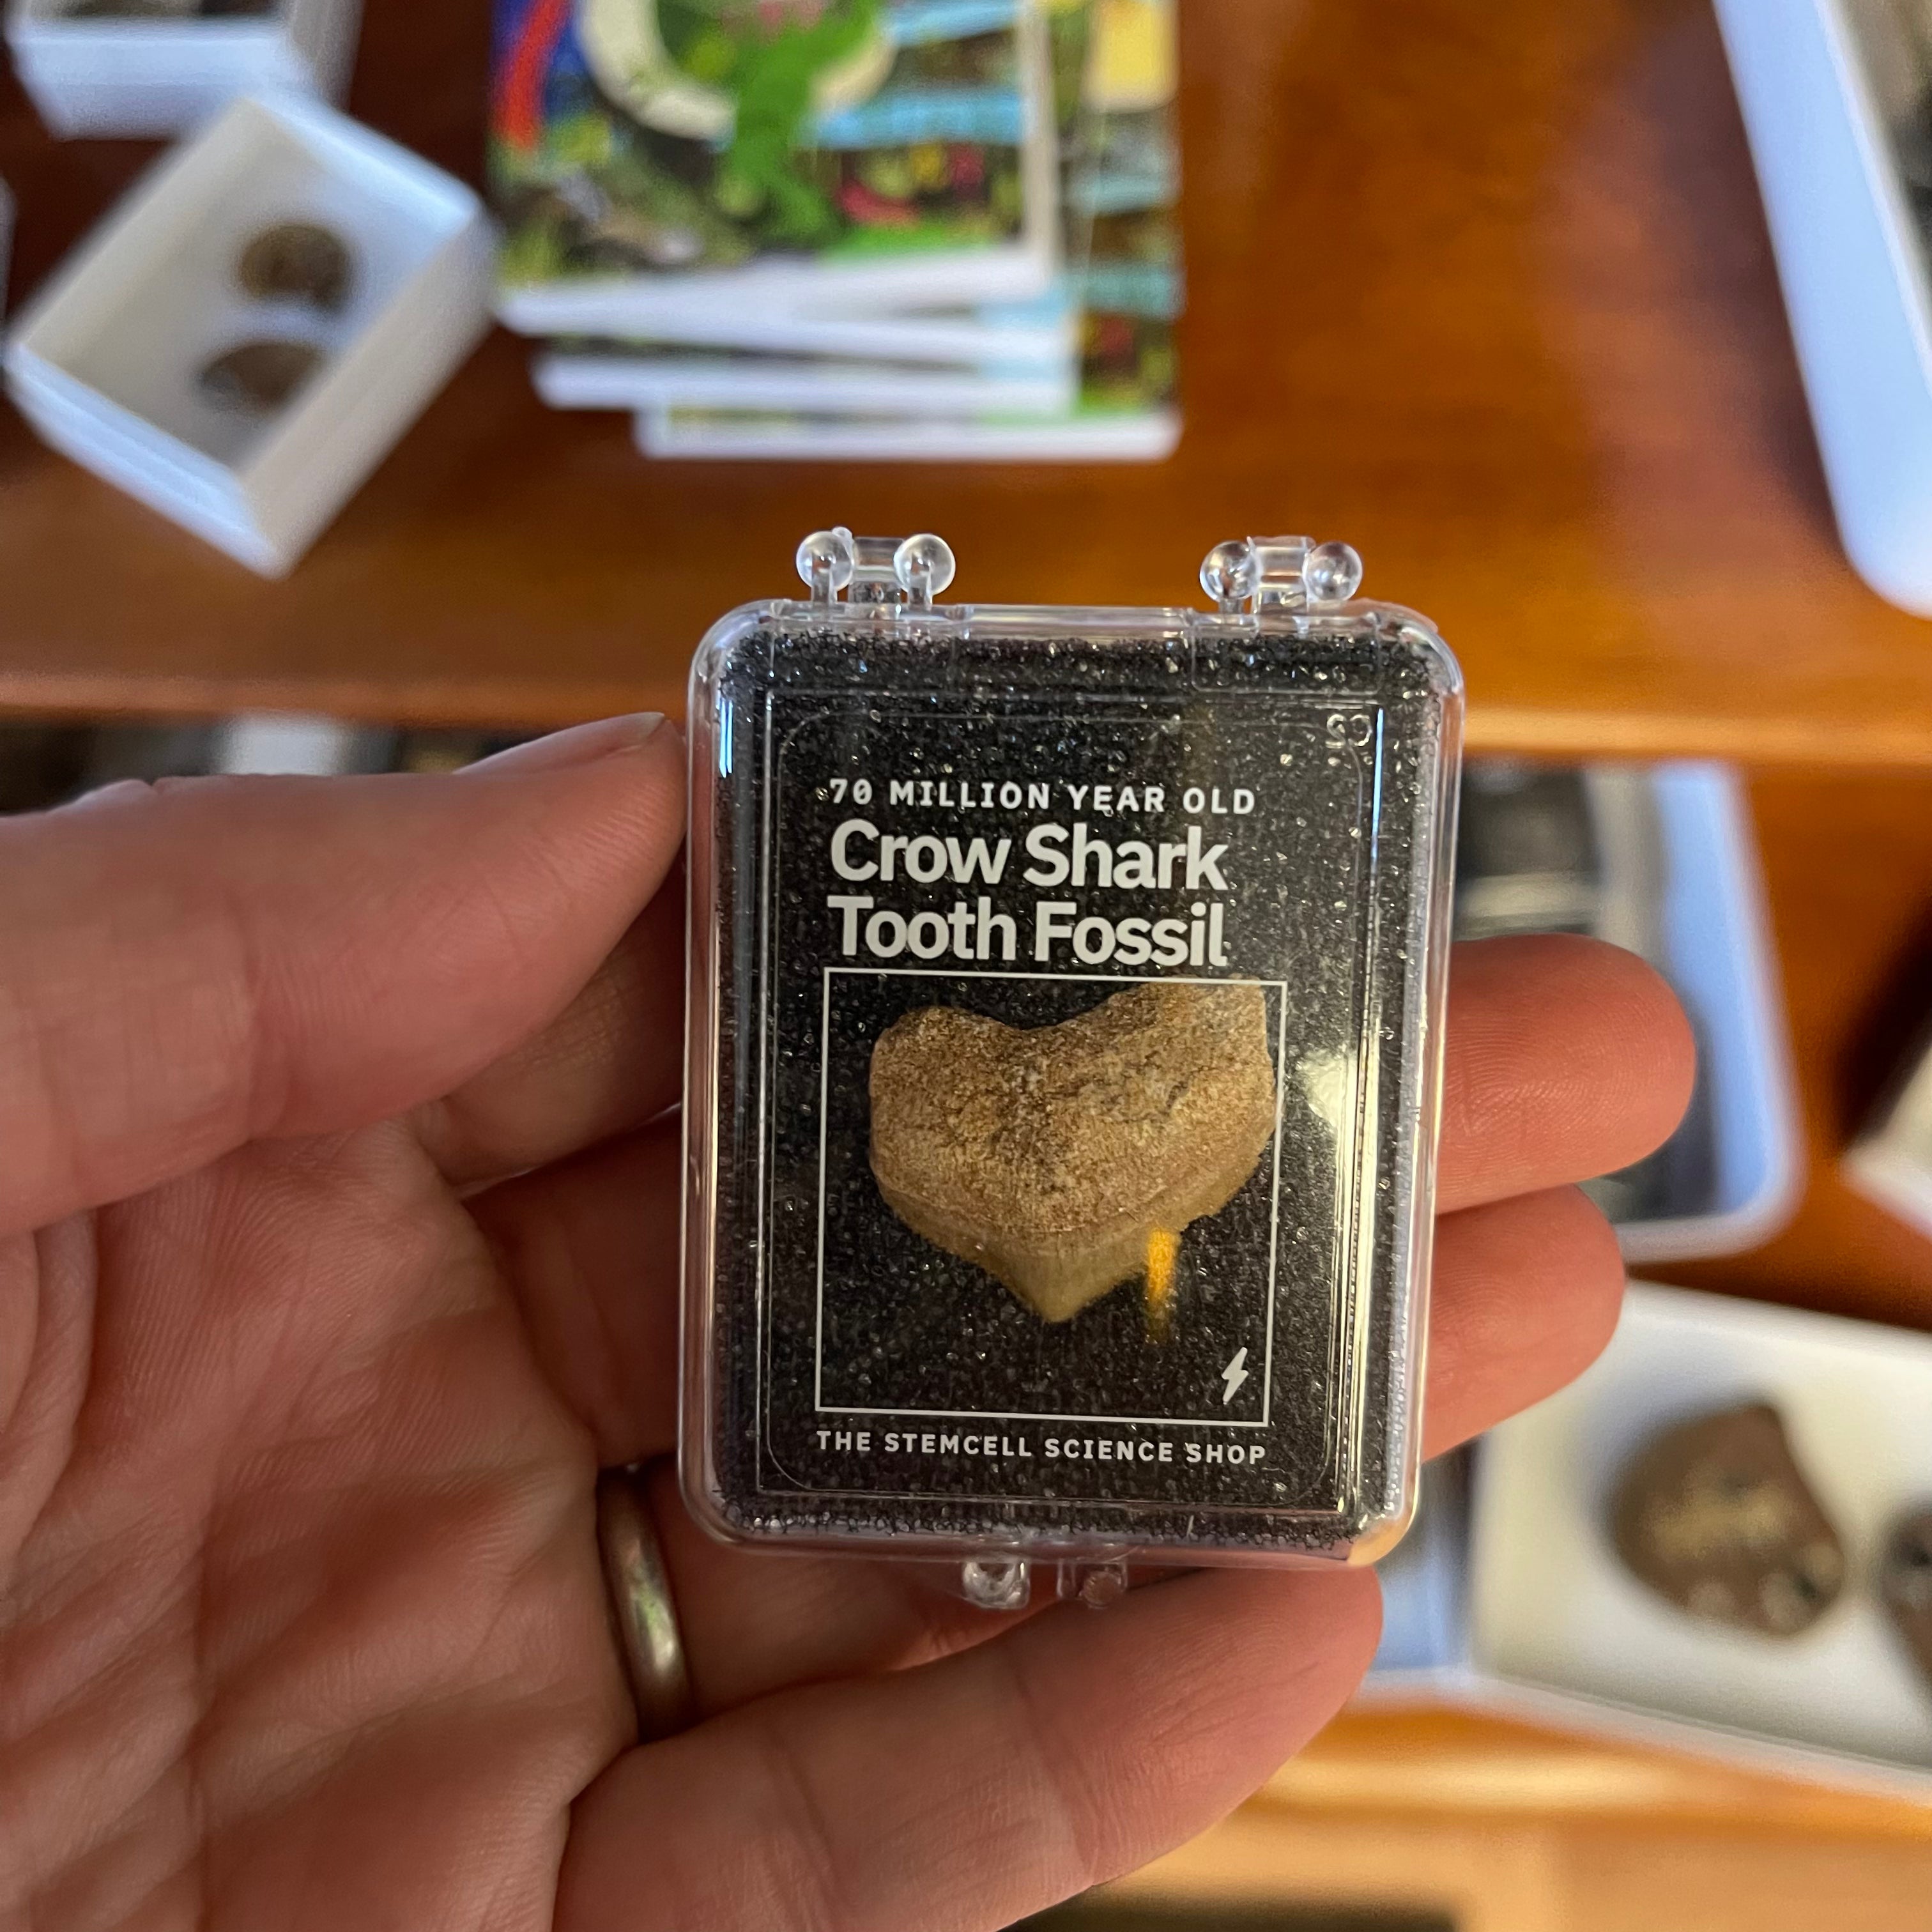 70 MILLION YEAR OLD
Crow Shark
Tooth Fossil
THE STEMCELL SCIENCE SHOP